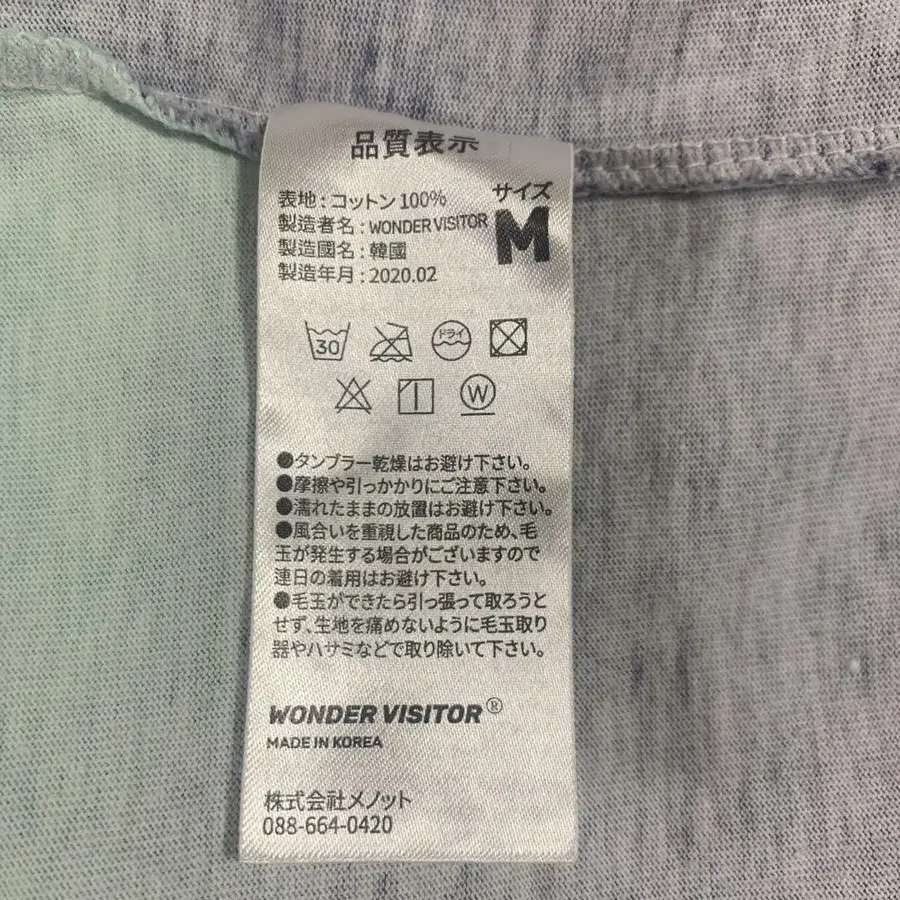 品質表示
サイズ
M
表地 : コットン 100%
製造者名 : WONDER VISITOR
製造國名 : 韓國
製造年月 : 2020.02
30
ドライ
W
●タンブラー乾燥はお避け下さい。
●摩擦や引っかかりにご注意下さい。
●濡れたままの放置はお避け下さい。
●風合いを重視した商品のため、毛
玉が発生する場合がございますので
連日の着用はお避け下さい。
●毛玉ができたら引っ張って取ろうと
せず、生地を痛めないように毛玉取り
器やハサミなどで取り除いて下さい。
WONDER VISITOR®
MADE IN KOREA
株式会社メノット
088-664-0420